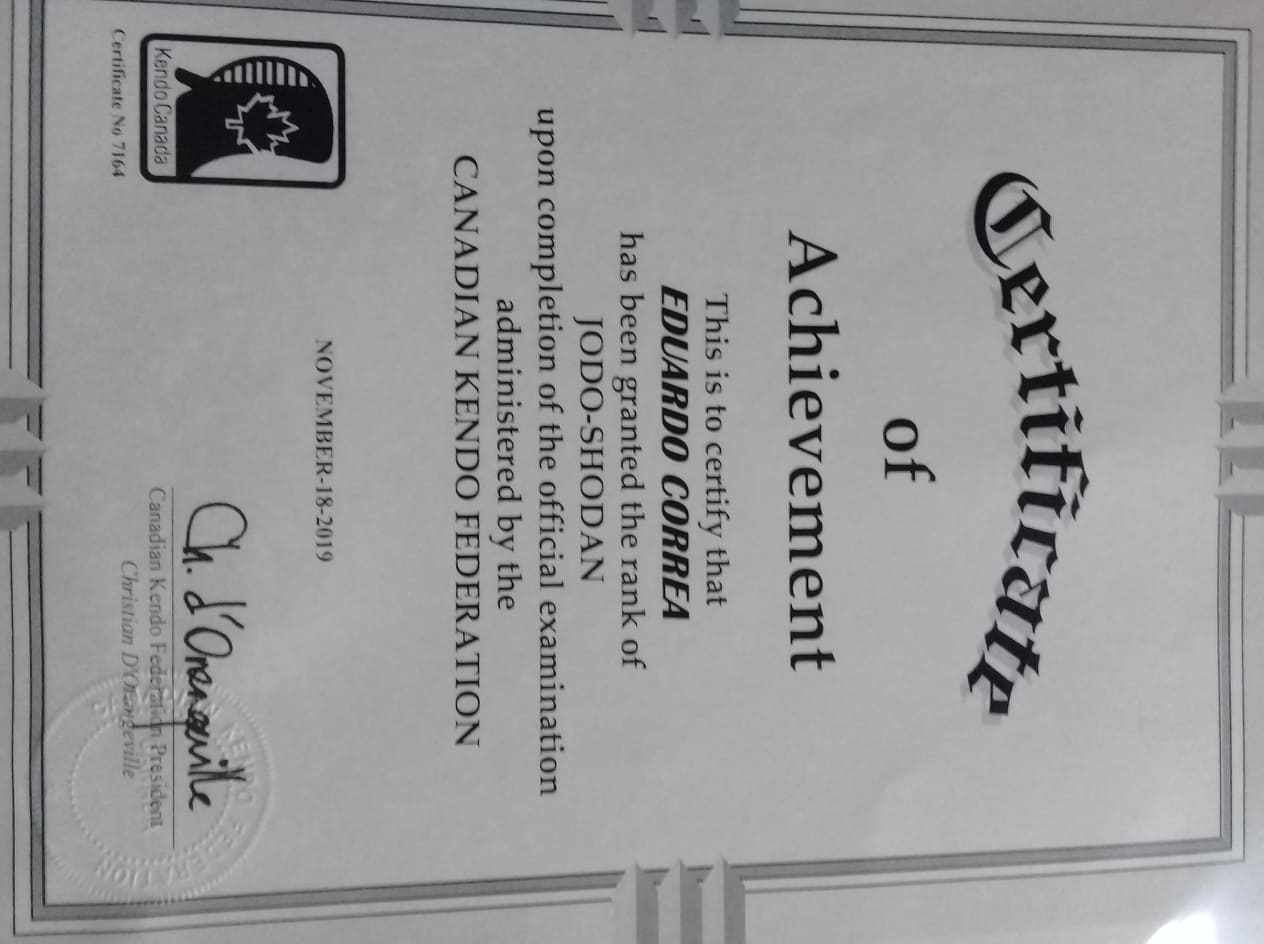 Certificate
of
Achievement
This is to certify that
EDUARDO CORREA
has been granted the rank of
JODO-SHODAN
upon completion of the official examination
administered by the
CANADIAN KENDO FEDERATION
NOVEMBER-18-2019
Kendo Canada
Certificate No 7164
Ch. d'Orangeville
Canadian Kendo Federation President
Christian D'Orangeville